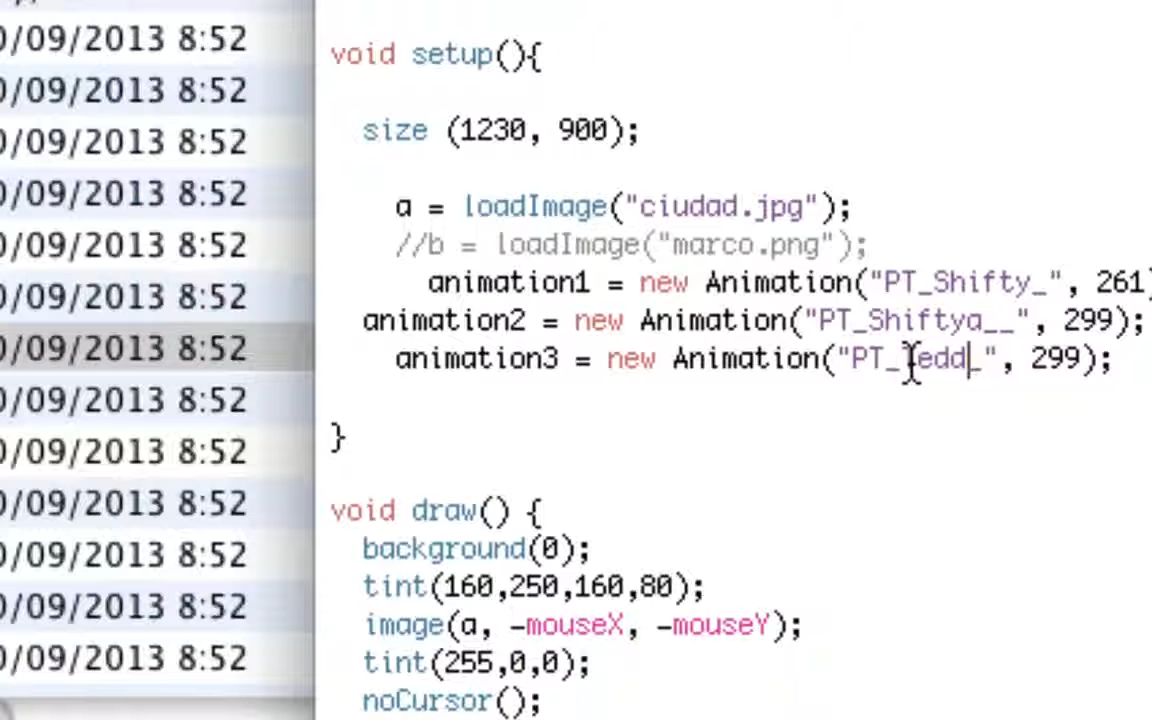 0/09/2013 8:52
0/09/2013 8:52
0/09/2013 8:52
0/09/2013 8:52
0/09/2013 8:52
0/09/2013 8:52
0/09/2013 8:52
0/09/2013 8:52
0/09/2013 8:52
0/09/2013 8:52
0/09/2013 8:52
0/09/2013 8:52
0/09/2013 8:52
void setup(){
size (1230, 900);
a = loadImage("ciudad.jpg");
//b = loadImage("marco.png");
animation1 = new Animation("PT_Shifty_", 261)
animation2 = new Animation("PT_Shiftya__", 299);
animation3 = new Animation("PT_Tedd_", 299);
}
void draw() {
background(0);
tint(160,250,160,80);
image(a, -mouseX, -mouseY);
tint(255,0,0);
noCursor();